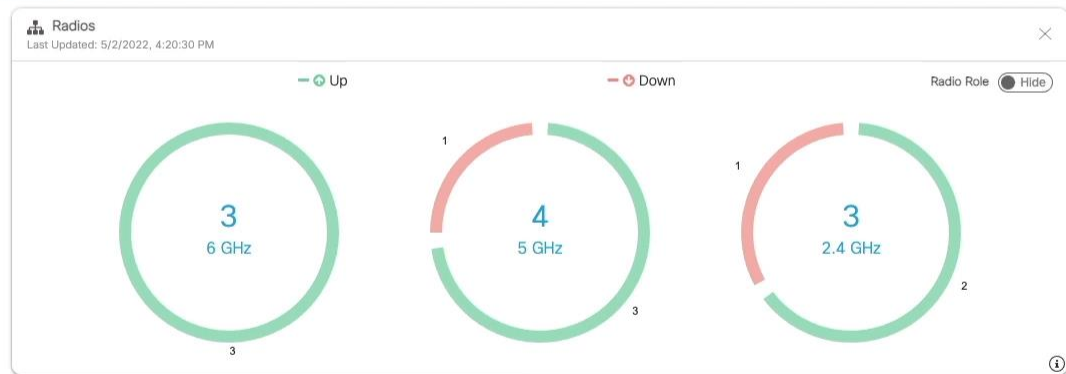 Radios
Last Updated: 5/2/2022, 4:20:30 PM
Up
Down
Radio Role
Hide
3
6 GHz
3
1
4
5 GHz
3
1
3
2.4 GHz
2